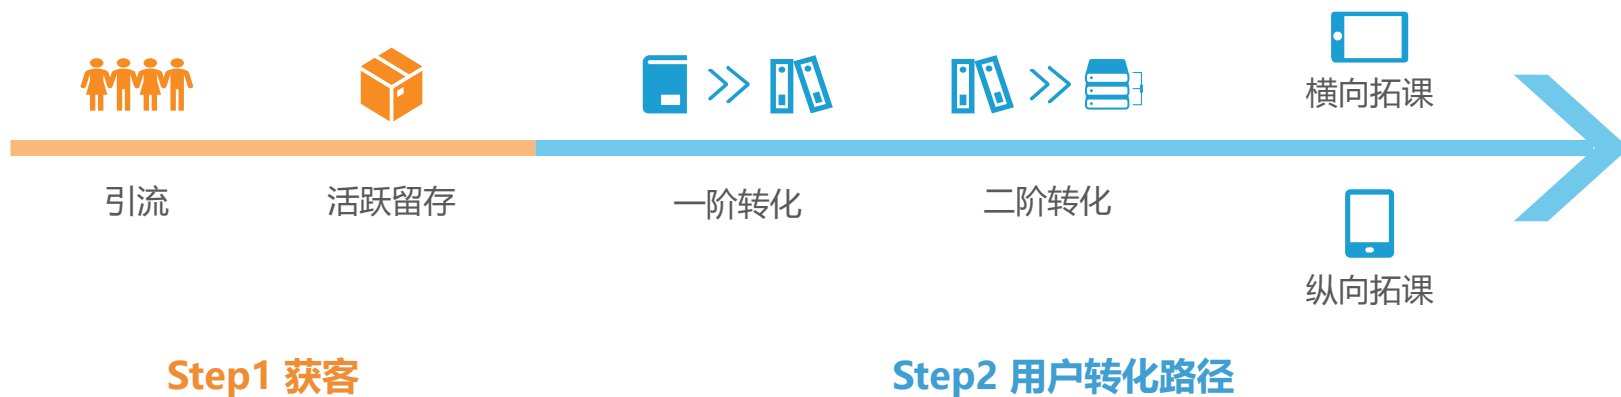 横向拓课
引流
活跃留存
一阶转化
二阶转化
纵向拓课
Step1 获客
Step2 用户转化路径